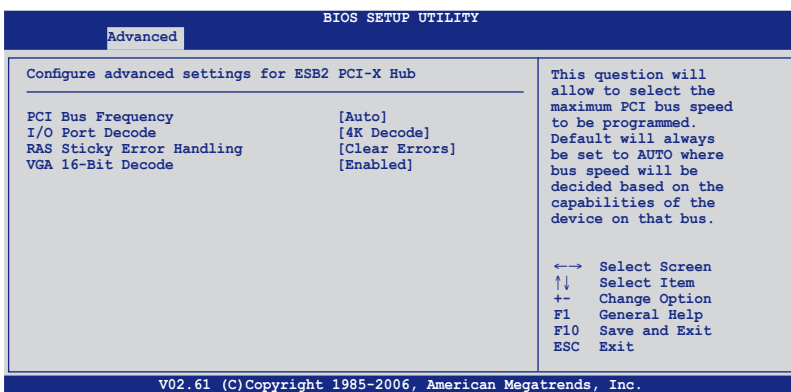 BIOS SETUP UTILITY
Advanced
Configure advanced settings for ESB2 PCI-X Hub
PCI Bus Frequency [Auto]
I/O Port Decode [4K Decode]
RAS Sticky Error Handling [Clear Errors]
VGA 16-Bit Decode [Enabled]
This question will
allow to select the
maximum PCI bus speed
to be programmed.
Default will always
be set to AUTO where
bus speed will be
decided based on the
capabilities of the
device on that bus.
←→ Select Screen
↑↓ Select Item
+- Change Option
F1 General Help
F10 Save and Exit
ESC Exit
V02.61 (C)Copyright 1985-2006, American Megatrends, Inc.